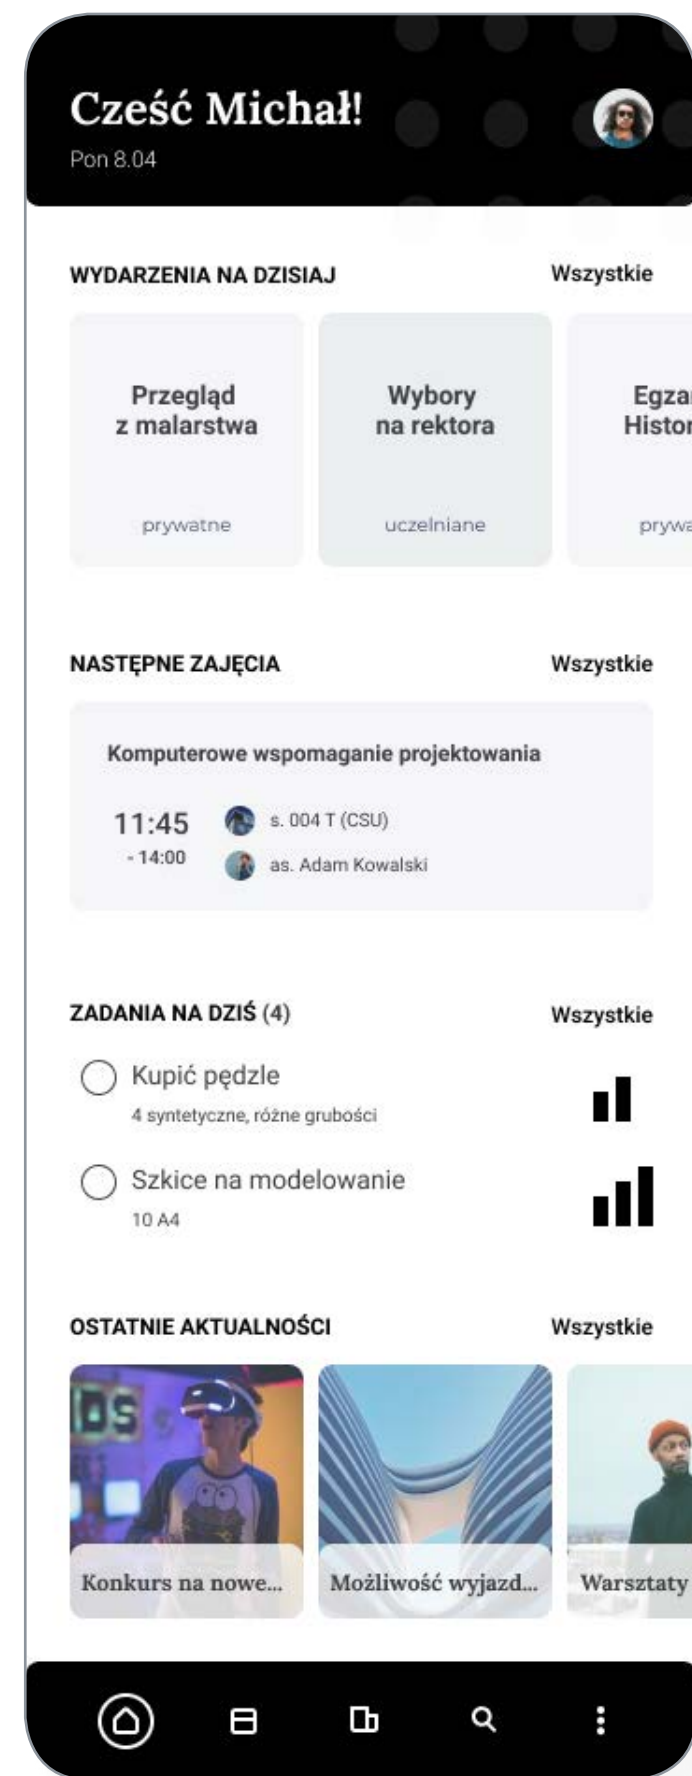 Cześć Michał!
Pon 8.04
WYDARZENIA NA DZISIAJ
Wszystkie
Przegląd
z malarstwa
prywatne
Wybory
na rektora
uczelniane
NASTĘPNE ZAJĘCIA
Wszystkie
Komputerowe wspomaganie projektowania
11:45
- 14:00
s. 004 T (CSU)
as. Adam Kowalski
ZADANIA NA DZIŚ (4)
Wszystkie
Kupić pędzle
4 syntetyczne, różne grubości
Szkice na modelowanie
10 A4
OSTATNIE AKTUALNOŚCI
Wszystkie
Konkurs na nowe...
Możliwość wyjazd...
Warsztaty